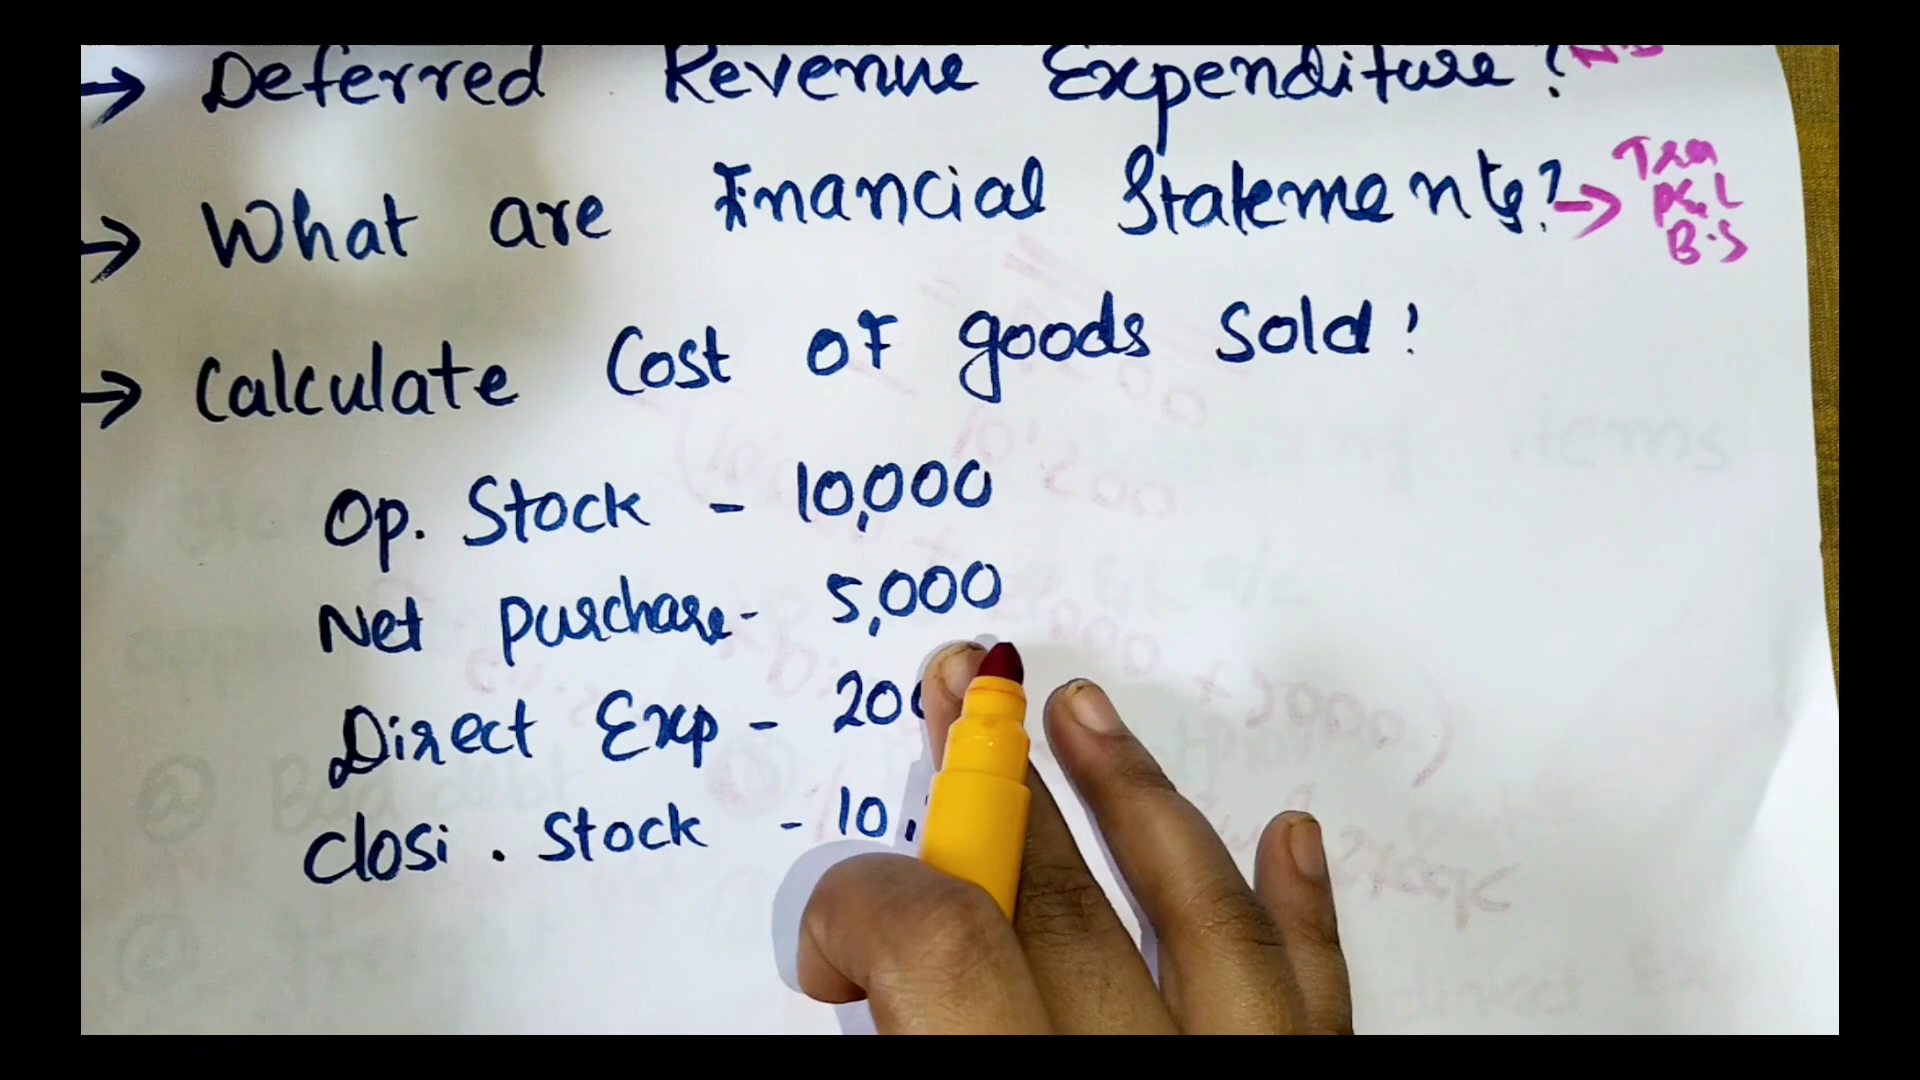 → Deferred Revenue Expenditure?
→ What are Financial Statements? → Tra
P&L
B.S
→ Calculate Cost of goods sold!
Op. Stock - 10,000
Net purchase - 5,000
Direct Exp - 200
Closi. Stock - 10,